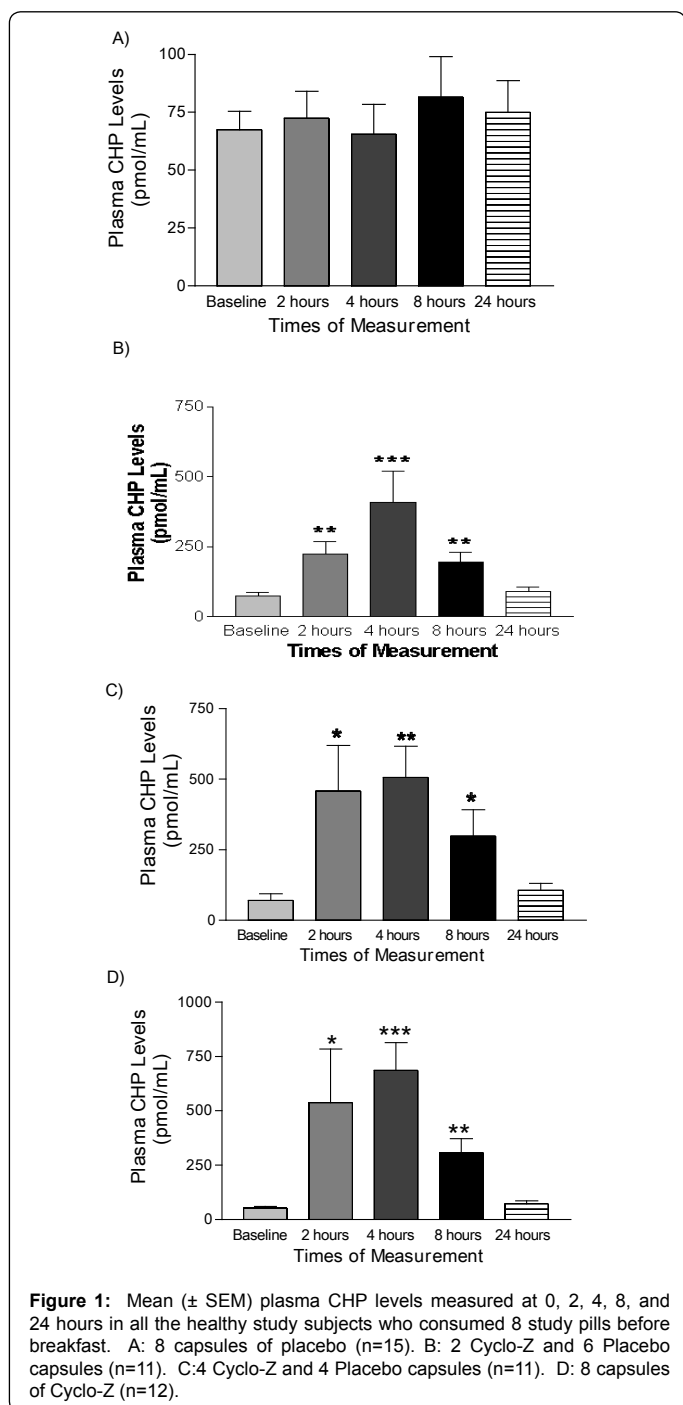 A)
Plasma CHP Levels
(pmol/mL)
100
75
50
25
0
Baseline 2 hours 4 hours 8 hours 24 hours
Times of Measurement
B)
Plasma CHP Levels
(pmol/mL)
750
500
250
0
** *** **
Baseline 2 hours 4 hours 8 hours 24 hours
Times of Measurement
C)
Plasma CHP Levels
(pmol/mL)
750
500
250
0
* ** *
Baseline 2 hours 4 hours 8 hours 24 hours
Times of Measurement
D)
Plasma CHP Levels
(pmol/mL)
1000
750
500
250
0
* *** **
Baseline 2 hours 4 hours 8 hours 24 hours
Times of Measurement
Figure 1: Mean (± SEM) plasma CHP levels measured at 0, 2, 4, 8, and
24 hours in all the healthy study subjects who consumed 8 study pills before
breakfast. A: 8 capsules of placebo (n=15). B: 2 Cyclo-Z and 6 Placebo
capsules (n=11). C:4 Cyclo-Z and 4 Placebo capsules (n=11). D: 8 capsules
of Cyclo-Z (n=12).